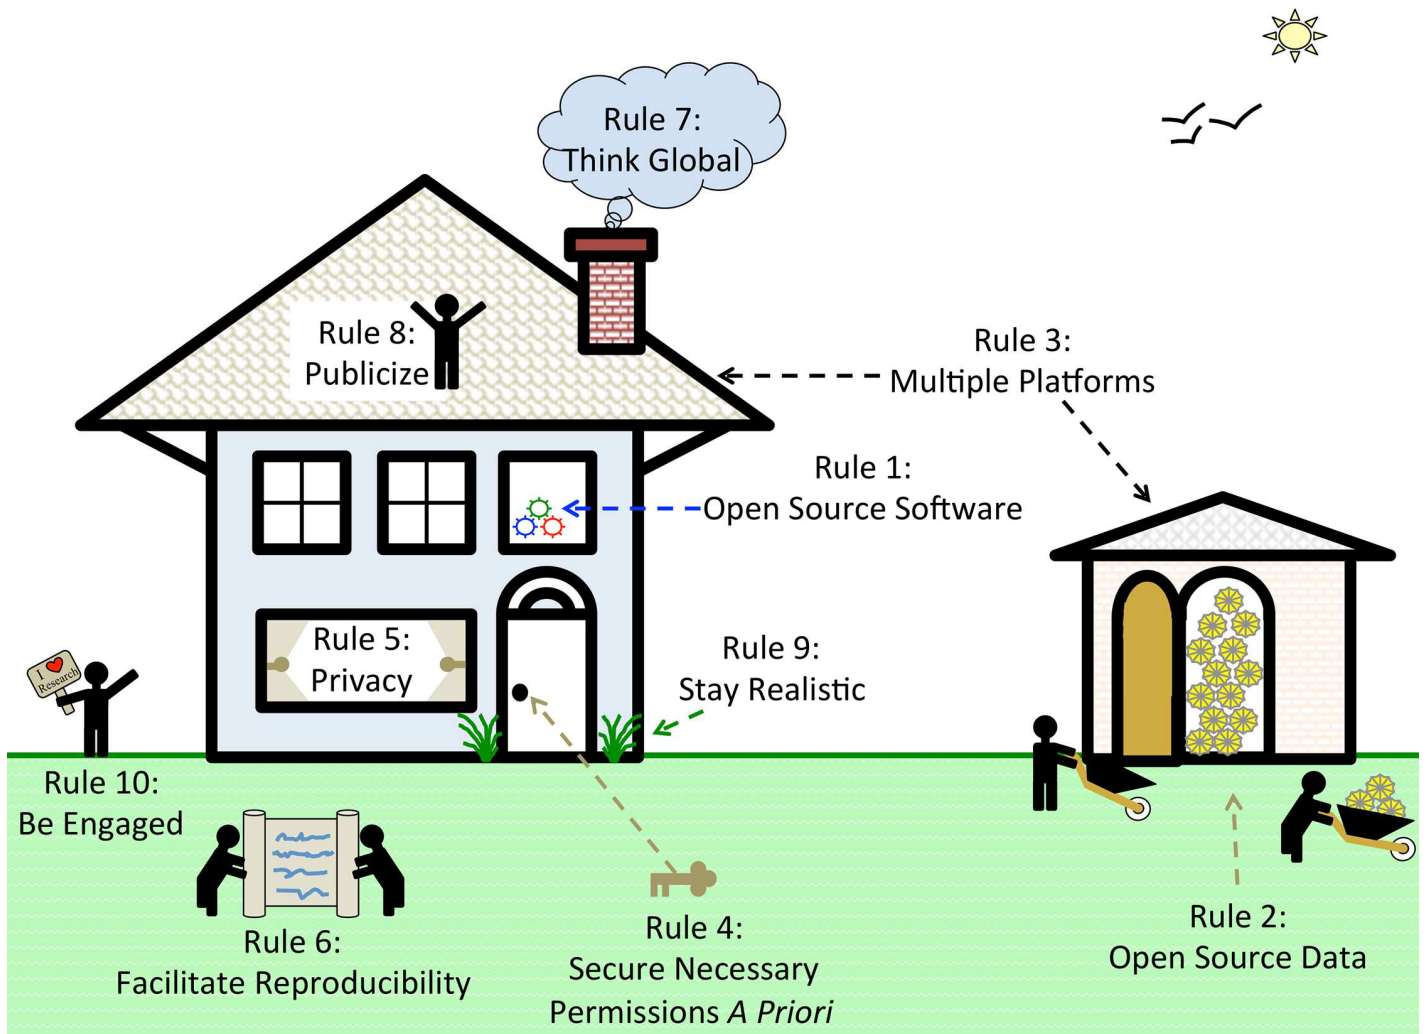 Rule 7:
Think Global
Rule 8:
Publicize
Rule 3:
Multiple Platforms
Rule 1:
Open Source Software
Rule 5:
Privacy
Rule 9:
Stay Realistic
I
Research
Rule 10:
Be Engaged
Rule 6:
Facilitate Reproducibility
Rule 4:
Secure Necessary
Permissions A Priori
Rule 2:
Open Source Data